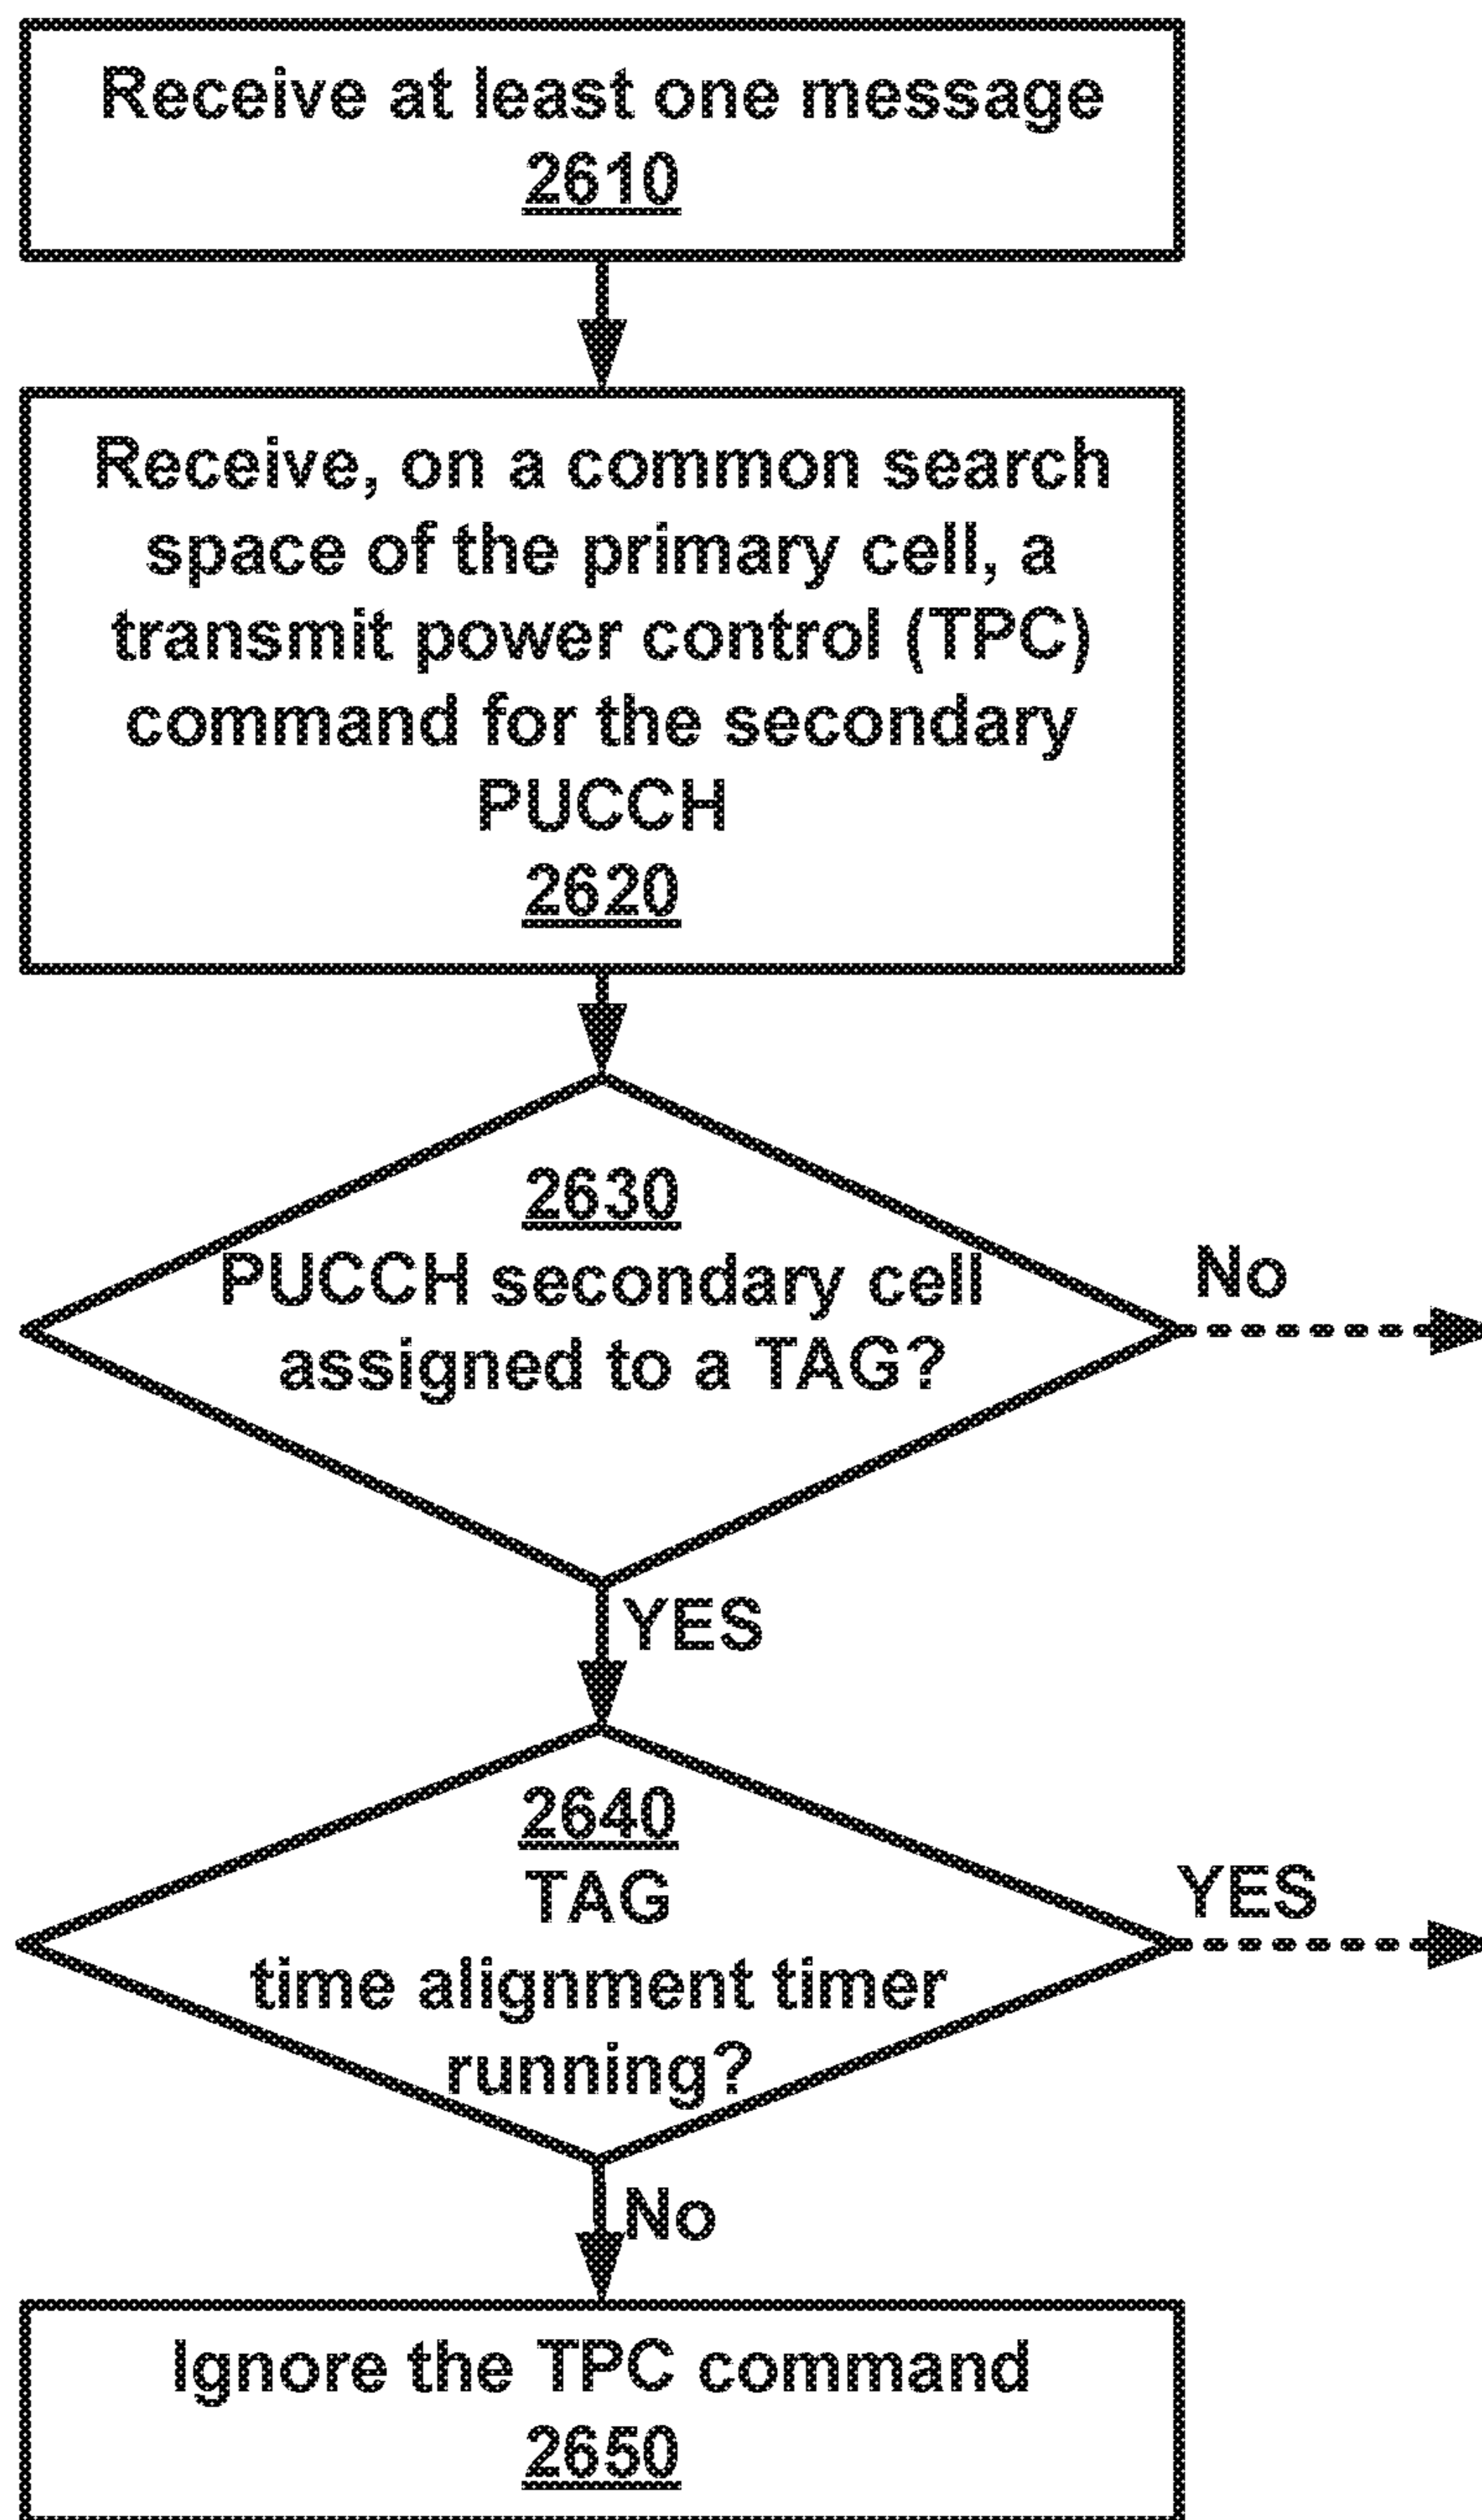 Receive at least one message
2610
Receive, on a common search
space of the primary cell, a
transmit power control (TPC)
command for the secondary
PUCCH
2620
2630
PUCCH secondary cell
assigned to a TAG?
No
YES
2640
TAG
time alignment timer
running?
YES
No
Ignore the TPC command
2650